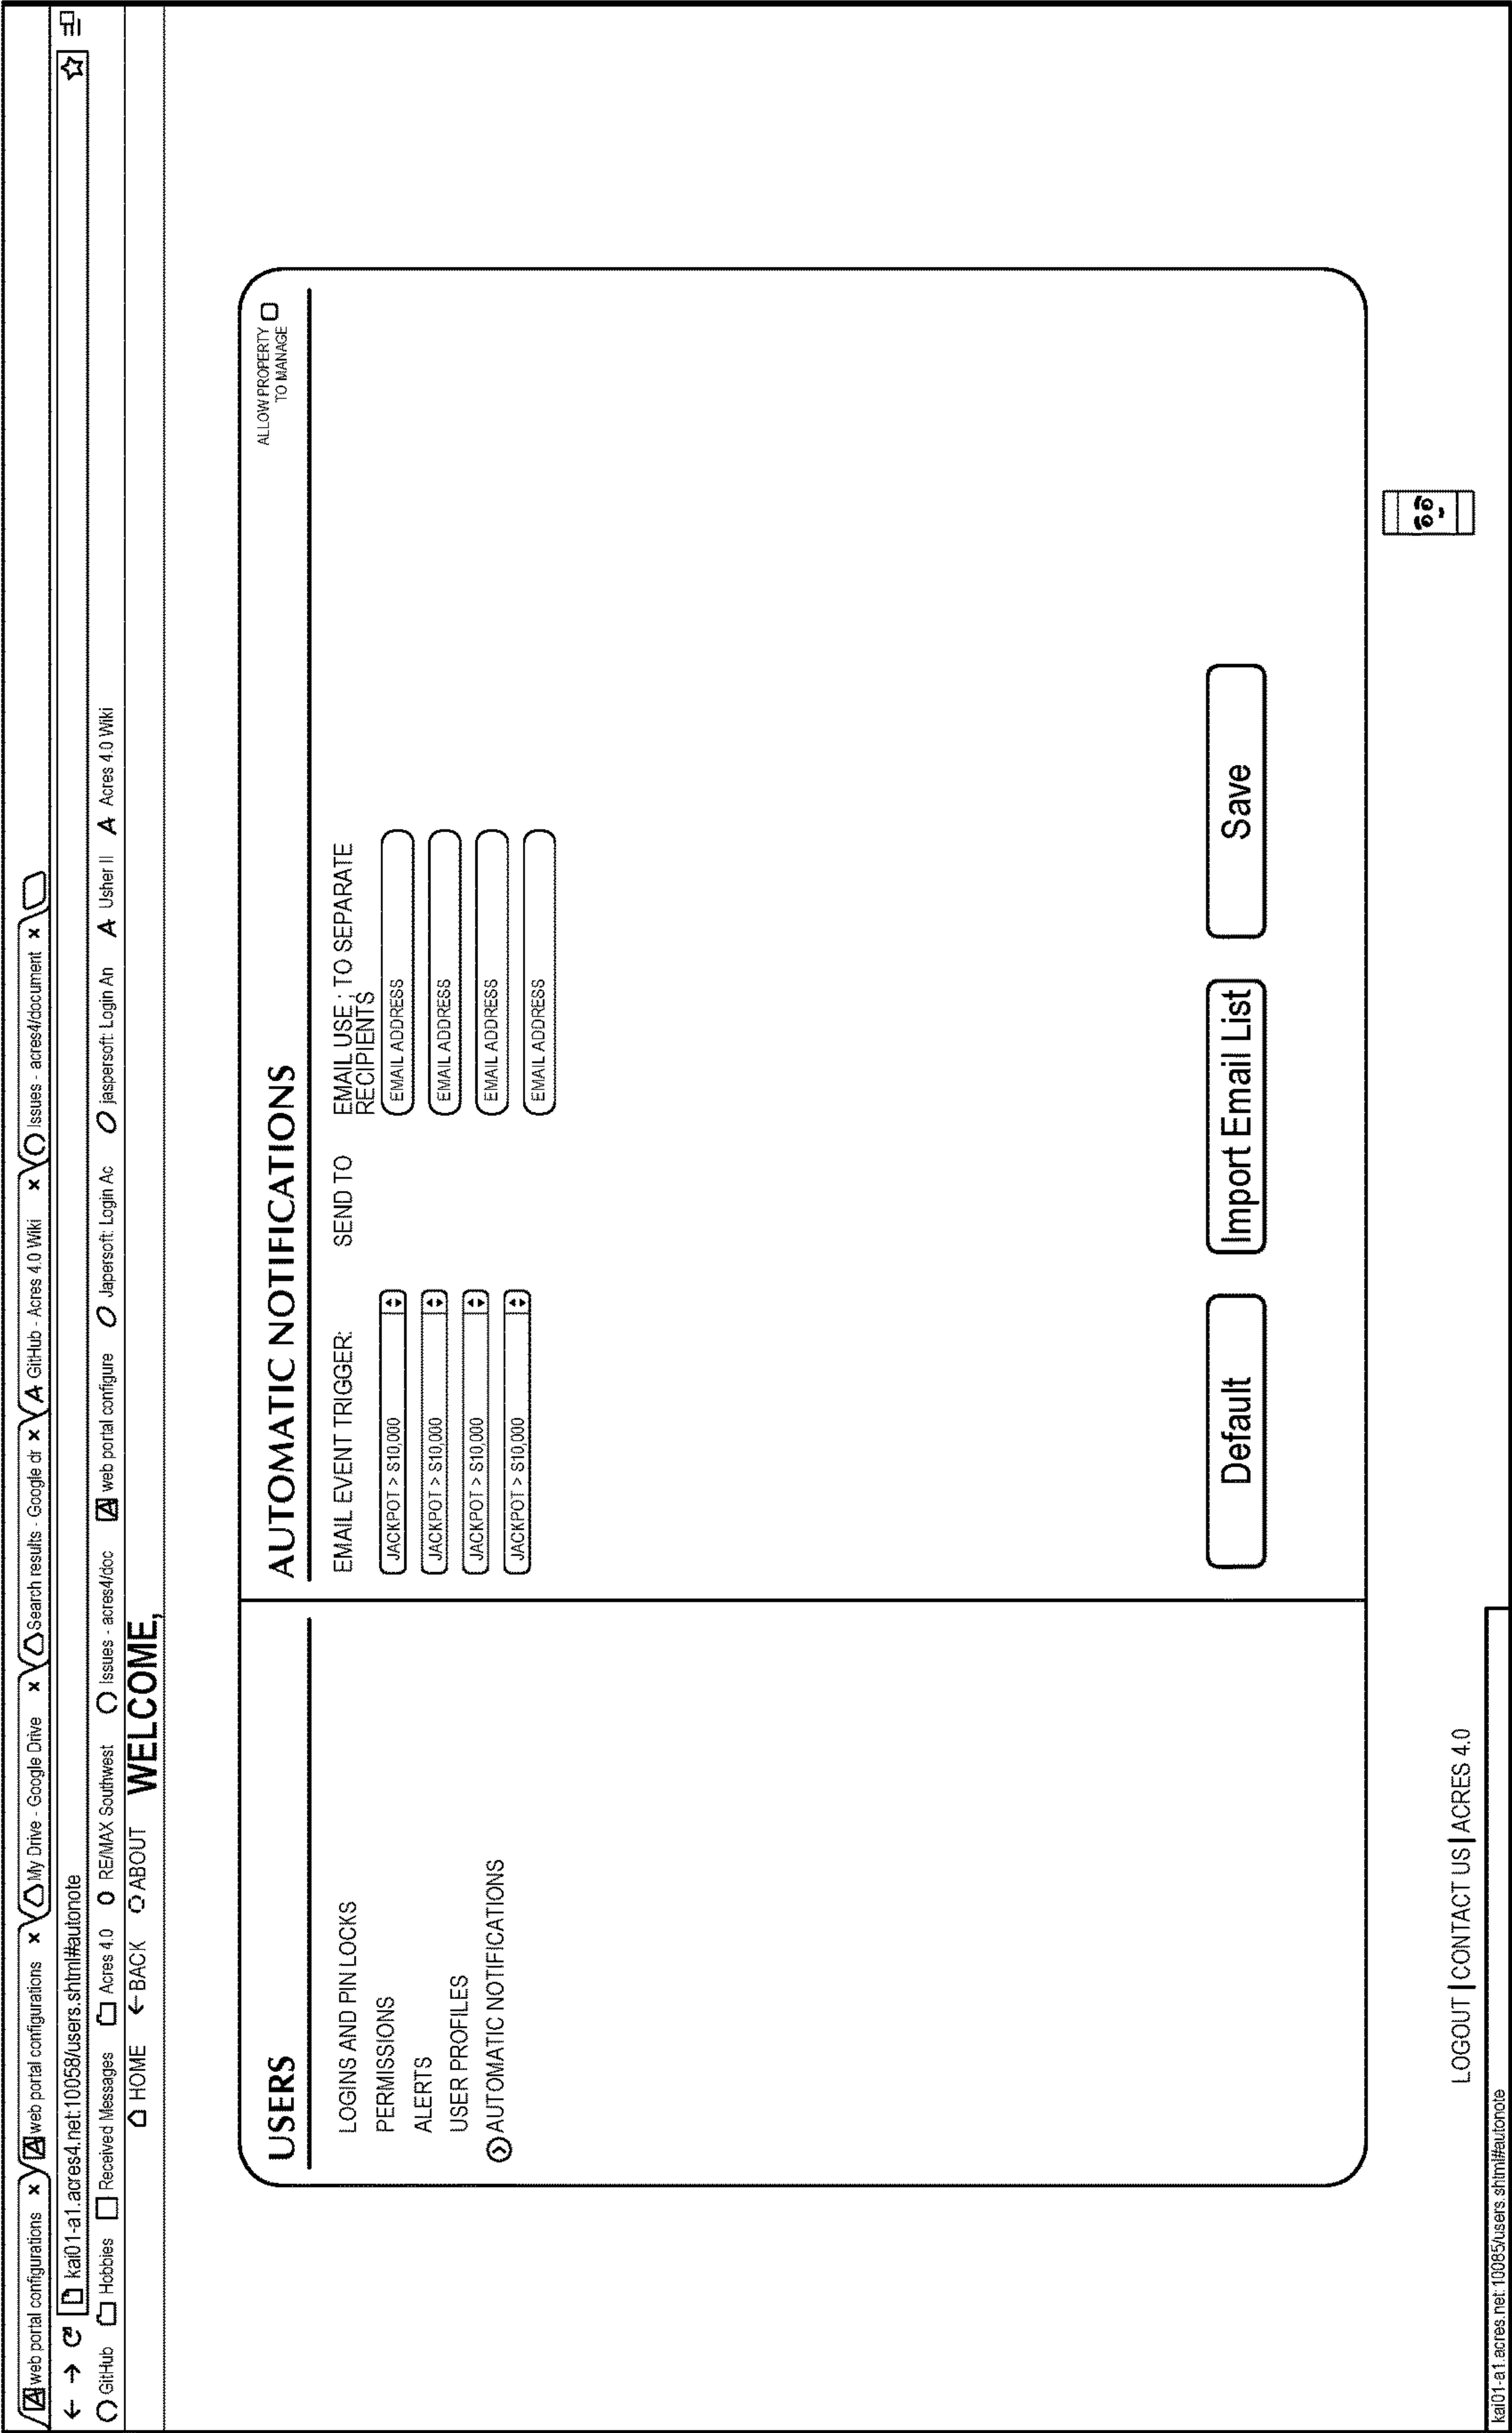 web portal configurations x web portal configurations x My Drive - Google Drive x Search results - Google dr x GitHub - Acres 4.0 Wiki x Issues - acres4/document x
kai01-a1.acres4.net:10058/users.shtml#autonote
GitHub Hobbies Received Messages Acres 4.0 RE/MAX Southwest Issues - acres4/doc web portal configure Japersoft: Login Ac jaspersoft: Login An Usher II Acres 4.0 Wiki
HOME BACK ABOUT WELCOME,
USERS
LOGINS AND PIN LOCKS
PERMISSIONS
ALERTS
USER PROFILES
AUTOMATIC NOTIFICATIONS
AUTOMATIC NOTIFICATIONS
ALLOW PROPERTY
TO MANAGE
EMAIL EVENT TRIGGER: SEND TO EMAIL USE ; TO SEPARATE
RECIPIENTS
JACKPOT > S10,000 EMAIL ADDRESS
JACKPOT > S10,000 EMAIL ADDRESS
JACKPOT > S10,000 EMAIL ADDRESS
JACKPOT > S10,000 EMAIL ADDRESS
Default Import Email List Save
LOGOUT | CONTACT US | ACRES 4.0
kai01-a1.acres.net:10085/users.shtml#autonote